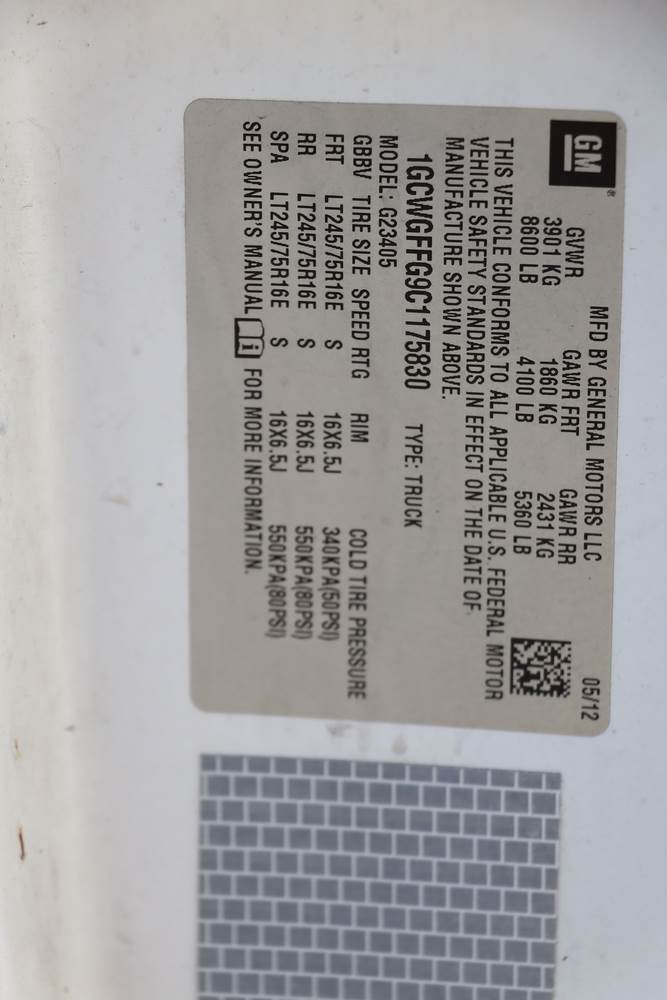 GM®
MFD BY GENERAL MOTORS LLC 05/12
GVWR GAWR FRT GAWR RR
3901 KG 1860 KG 2431 KG
8600 LB 4100 LB 5360 LB
THIS VEHICLE CONFORMS TO ALL APPLICABLE U.S. FEDERAL MOTOR
VEHICLE SAFETY STANDARDS IN EFFECT ON THE DATE OF
MANUFACTURE SHOWN ABOVE.
1GCWGFFG9C1175830 TYPE: TRUCK
MODEL: G23405
GBBV TIRE SIZE SPEED RTG RIM COLD TIRE PRESSURE
FRT LT245/75R16E S 16X6.5J 340KPA(50PSI)
RR LT245/75R16E S 16X6.5J 550KPA(80PSI)
SPA LT245/75R16E S 16X6.5J 550KPA(80PSI)
SEE OWNER'S MANUAL FOR MORE INFORMATION.